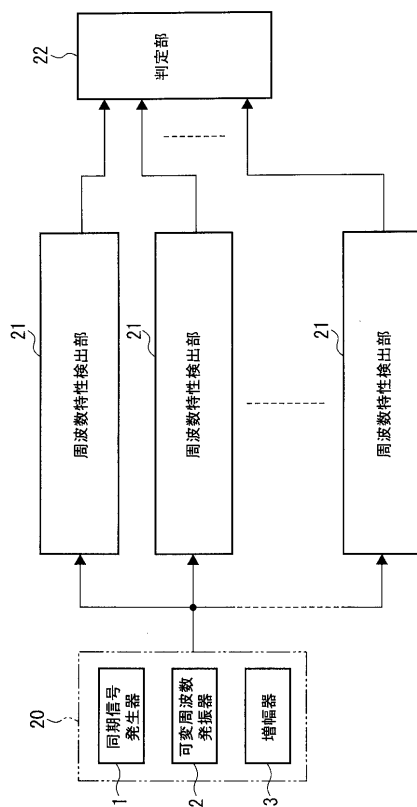 20
同期信号
発生器
1
可変周波数
発振器
2
増幅器
3
21
周波数特性検出部
21
周波数特性検出部
21
周波数特性検出部
22
判定部